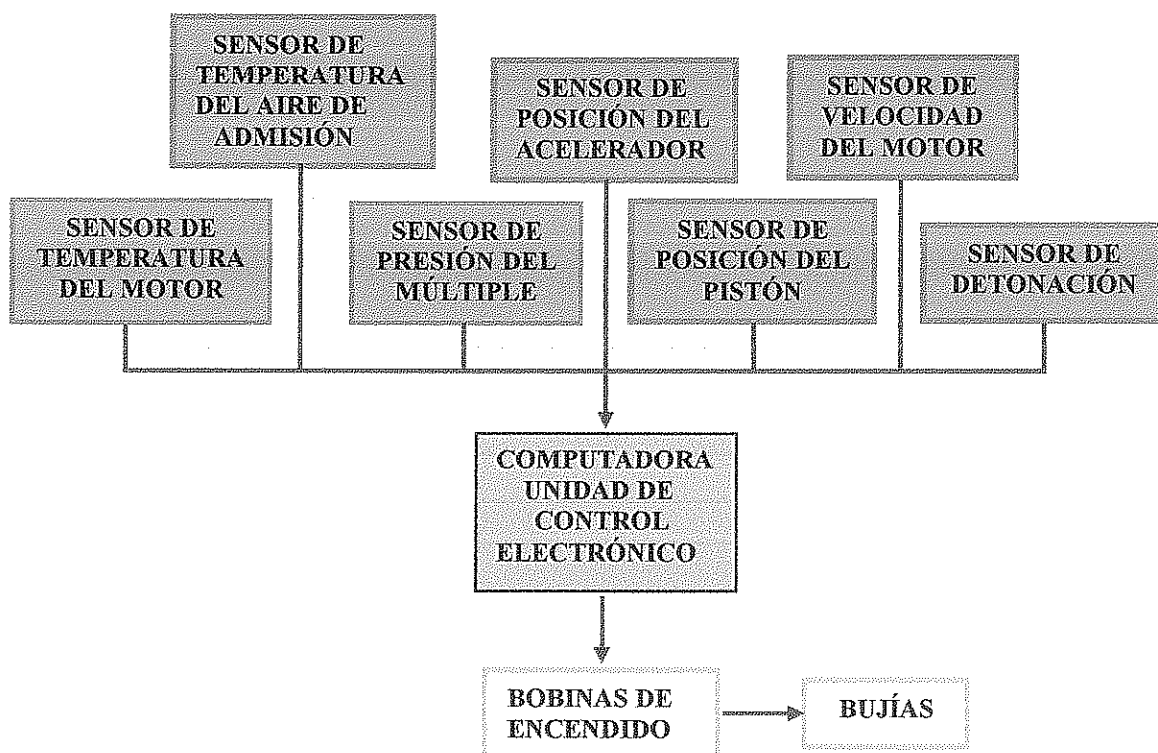 SENSOR DE
TEMPERATURA
DEL AIRE DE
ADMISIÓN
SENSOR DE
POSICIÓN DEL
ACELERADOR
SENSOR DE
VELOCIDAD
DEL MOTOR
SENSOR DE
TEMPERATURA
DEL MOTOR
SENSOR DE
PRESIÓN DEL
MÚLTIPLE
SENSOR DE
POSICIÓN DEL
PISTÓN
SENSOR DE
DETONACIÓN
COMPUTADORA
UNIDAD DE
CONTROL
ELECTRÓNICO
BOBINAS DE
ENCENDIDO
BUJÍAS